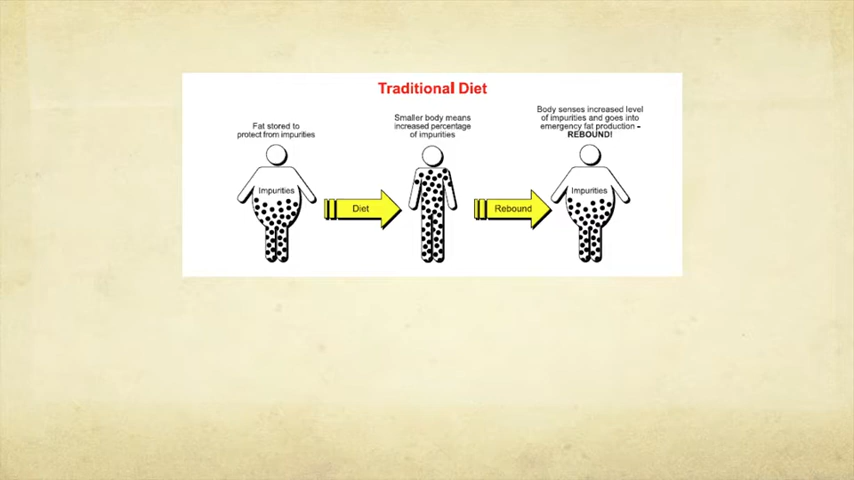 Traditional Diet
Fat stored to
protect from impurities
Smaller body means
increased percentage
of impurities
Body senses increased level
of impurities and goes into
emergency fat production -
REBOUND!
Impurities
Diet
Rebound
Impurities